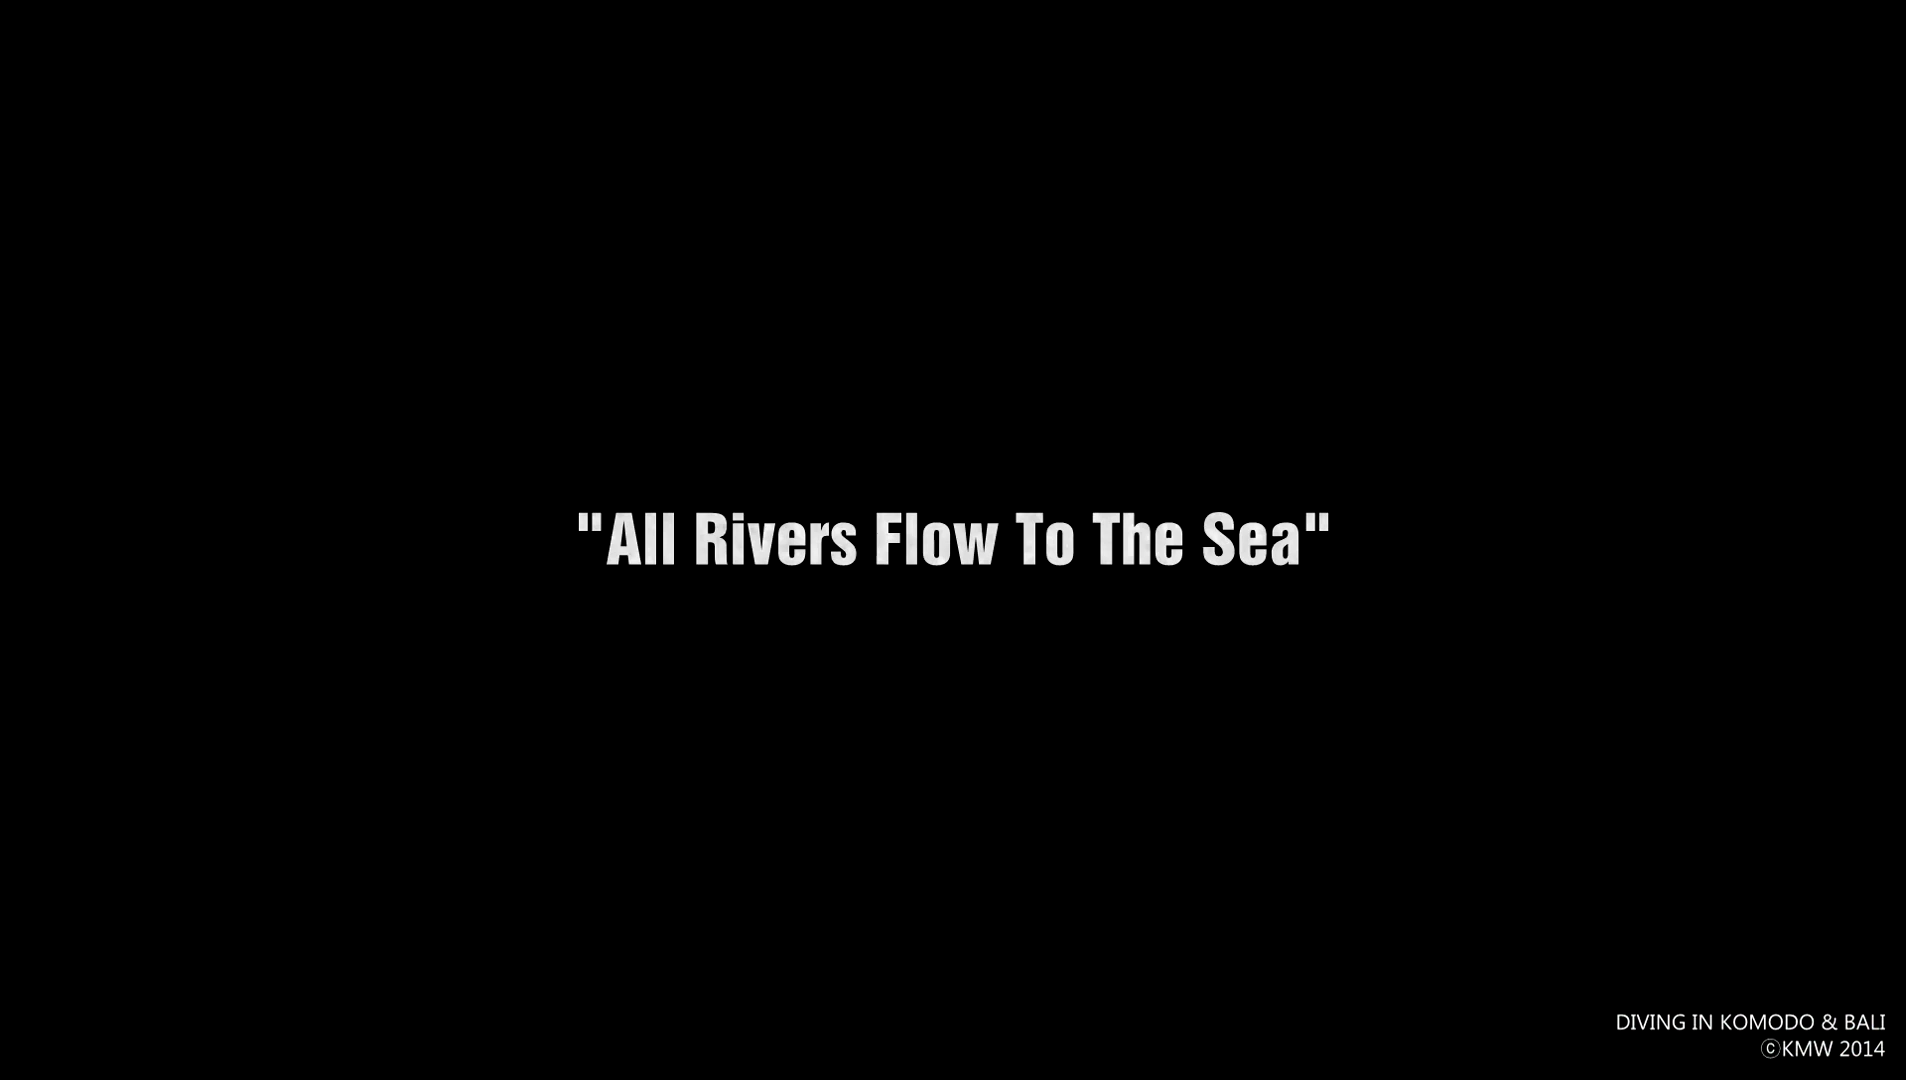 "All Rivers Flow To The Sea"
DIVING IN KOMODO & BALI
ⓒKMW 2014